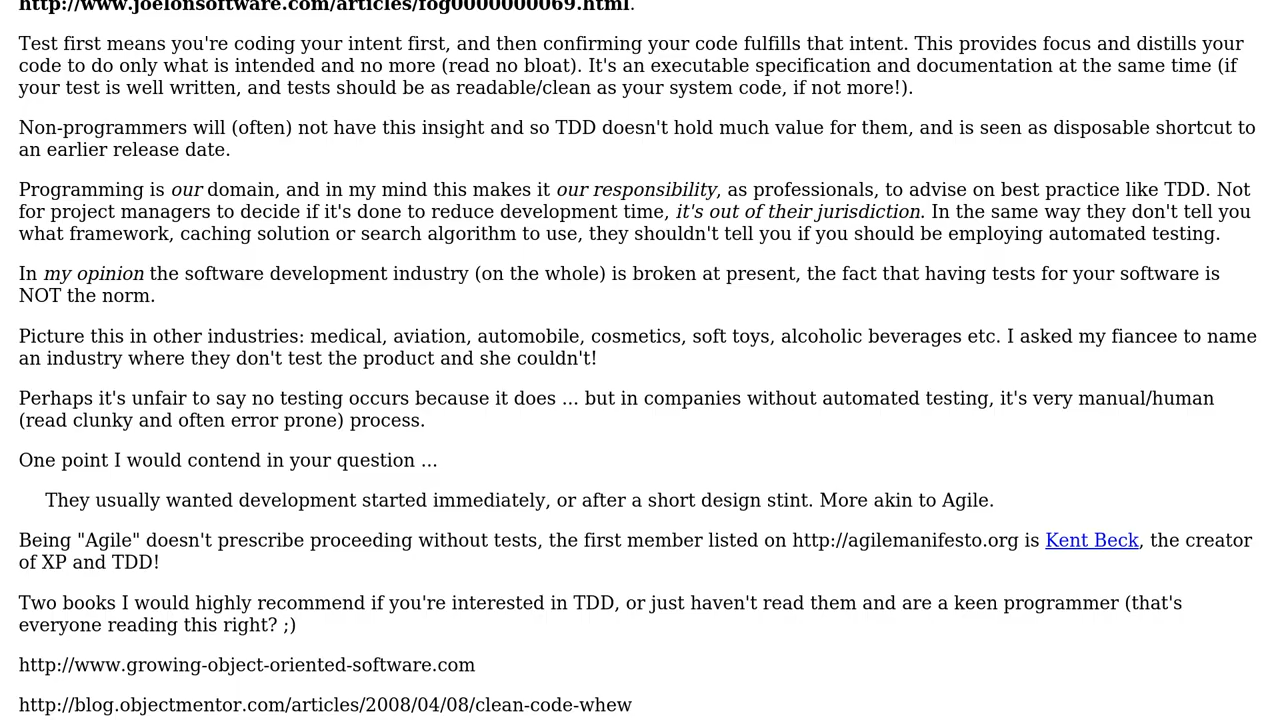 http://www.joelonsoftware.com/articles/fog0000000069.html.
Test first means you're coding your intent first, and then confirming your code fulfills that intent. This provides focus and distills your
code to do only what is intended and no more (read no bloat). It's an executable specification and documentation at the same time (if
your test is well written, and tests should be as readable/clean as your system code, if not more!).
Non-programmers will (often) not have this insight and so TDD doesn't hold much value for them, and is seen as disposable shortcut to
an earlier release date.
Programming is our domain, and in my mind this makes it our responsibility, as professionals, to advise on best practice like TDD. Not
for project managers to decide if it's done to reduce development time, it's out of their jurisdiction. In the same way they don't tell you
what framework, caching solution or search algorithm to use, they shouldn't tell you if you should be employing automated testing.
In my opinion the software development industry (on the whole) is broken at present, the fact that having tests for your software is
NOT the norm.
Picture this in other industries: medical, aviation, automobile, cosmetics, soft toys, alcoholic beverages etc. I asked my fiancee to name
an industry where they don't test the product and she couldn't!
Perhaps it's unfair to say no testing occurs because it does ... but in companies without automated testing, it's very manual/human
(read clunky and often error prone) process.
One point I would contend in your question ...
They usually wanted development started immediately, or after a short design stint. More akin to Agile.
Being "Agile" doesn't prescribe proceeding without tests, the first member listed on http://agilemanifesto.org is Kent Beck, the creator
of XP and TDD!
Two books I would highly recommend if you're interested in TDD, or just haven't read them and are a keen programmer (that's
everyone reading this right? ;)
http://www.growing-object-oriented-software.com
http://blog.objectmentor.com/articles/2008/04/08/clean-code-whew